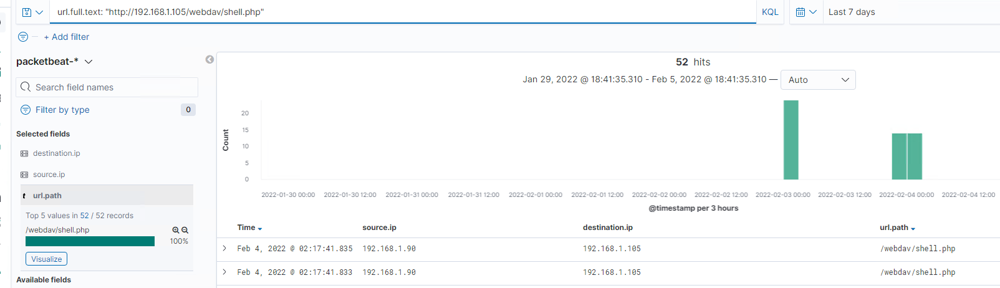 url.full.text: "http://192.168.1.105/webdav/shell.php"
KQL
Last 7 days
+ Add filter
packetbeat-*
Search field names
Filter by type 0
Selected fields
destination.ip
source.ip
t url.path
Top 5 values in 52 / 52 records
/webdav/shell.php
100%
Visualize
Available fields
52 hits
Jan 29, 2022 @ 18:41:35.310 - Feb 5, 2022 @ 18:41:35.310 — Auto
Count
20
15
10
5
0
2022-01-30 00:00 2022-01-30 12:00 2022-01-31 00:00 2022-01-31 12:00 2022-02-01 00:00 2022-02-01 12:00 2022-02-02 00:00 2022-02-02 12:00 2022-02-03 00:00 2022-02-03 12:00 2022-02-04 00:00 2022-02-04 12:00
@timestamp per 3 hours
Time source.ip destination.ip url.path
Feb 4, 2022 @ 02:17:41.835 192.168.1.90 192.168.1.105 /webdav/shell.php
Feb 4, 2022 @ 02:17:41.833 192.168.1.90 192.168.1.105 /webdav/shell.php